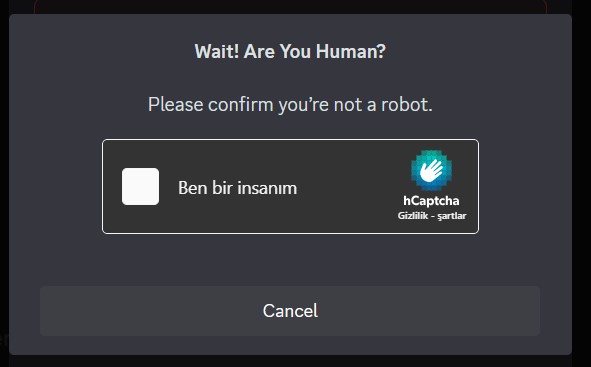 Wait! Are You Human?
Please confirm you're not a robot.
Ben bir insanım
hCaptcha
Gizlilik - şartlar
Cancel